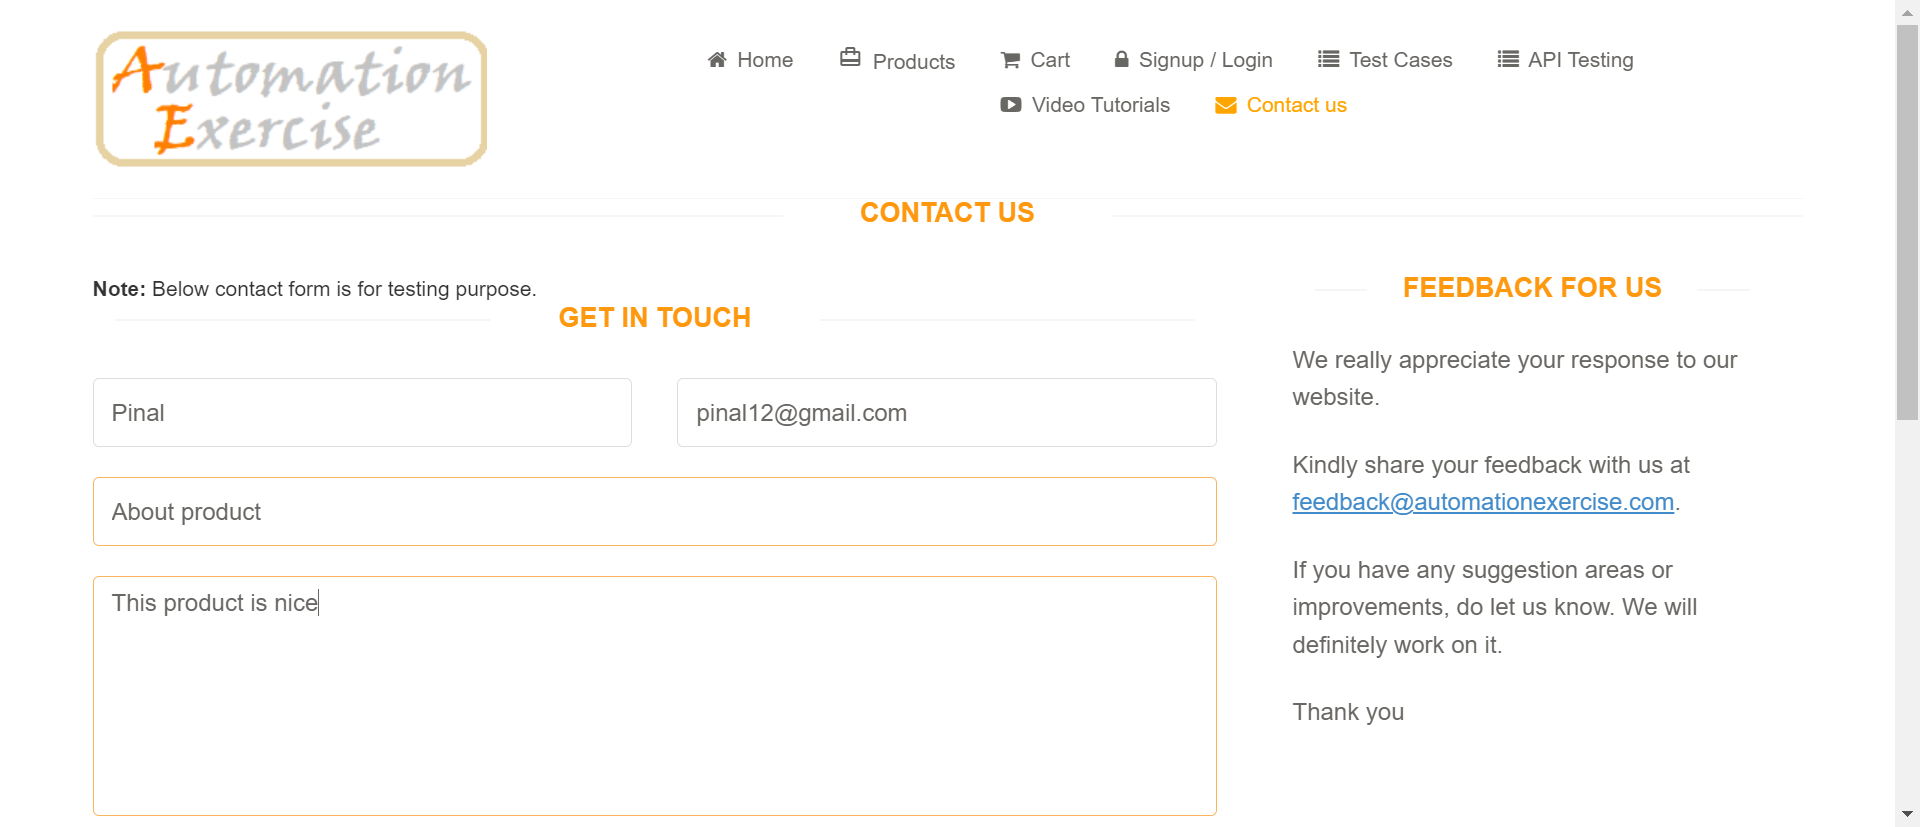 Automation
Exercise
Home
Products
Cart
Signup / Login
Test Cases
API Testing
Video Tutorials
Contact us
CONTACT US
Note: Below contact form is for testing purpose.
GET IN TOUCH
Pinal
pinal12@gmail.com
About product
This product is nice
FEEDBACK FOR US
We really appreciate your response to our
website.
Kindly share your feedback with us at
feedback@automationexercise.com.
If you have any suggestion areas or
improvements, do let us know. We will
definitely work on it.
Thank you